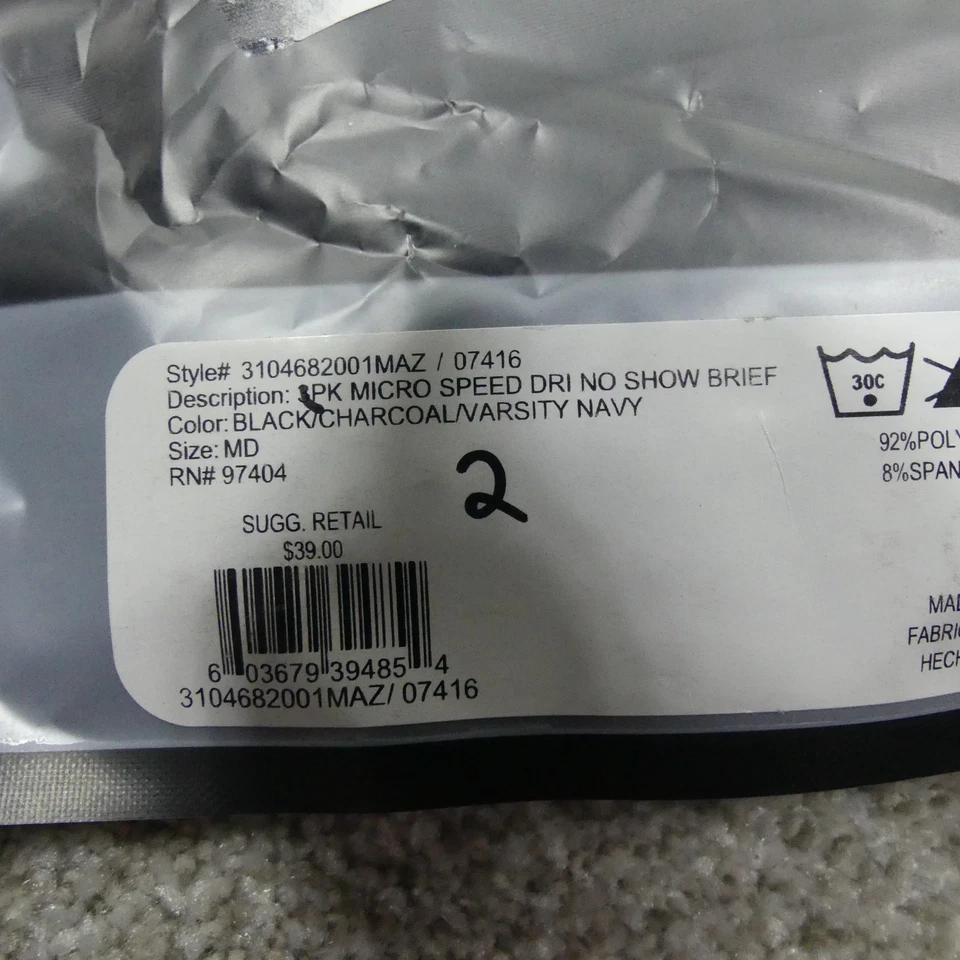 Style# 3104682001MAZ / 07416
Description: 3PK MICRO SPEED DRI NO SHOW BRIEF
Color: BLACK/CHARCOAL/VARSITY NAVY
Size: MD
RN# 97404
2
SUGG. RETAIL
$39.00
6 03679 39485 4
3104682001MAZ/ 07416
30C
92%POLY
8%SPAN
MAD
FABRIC
HECH